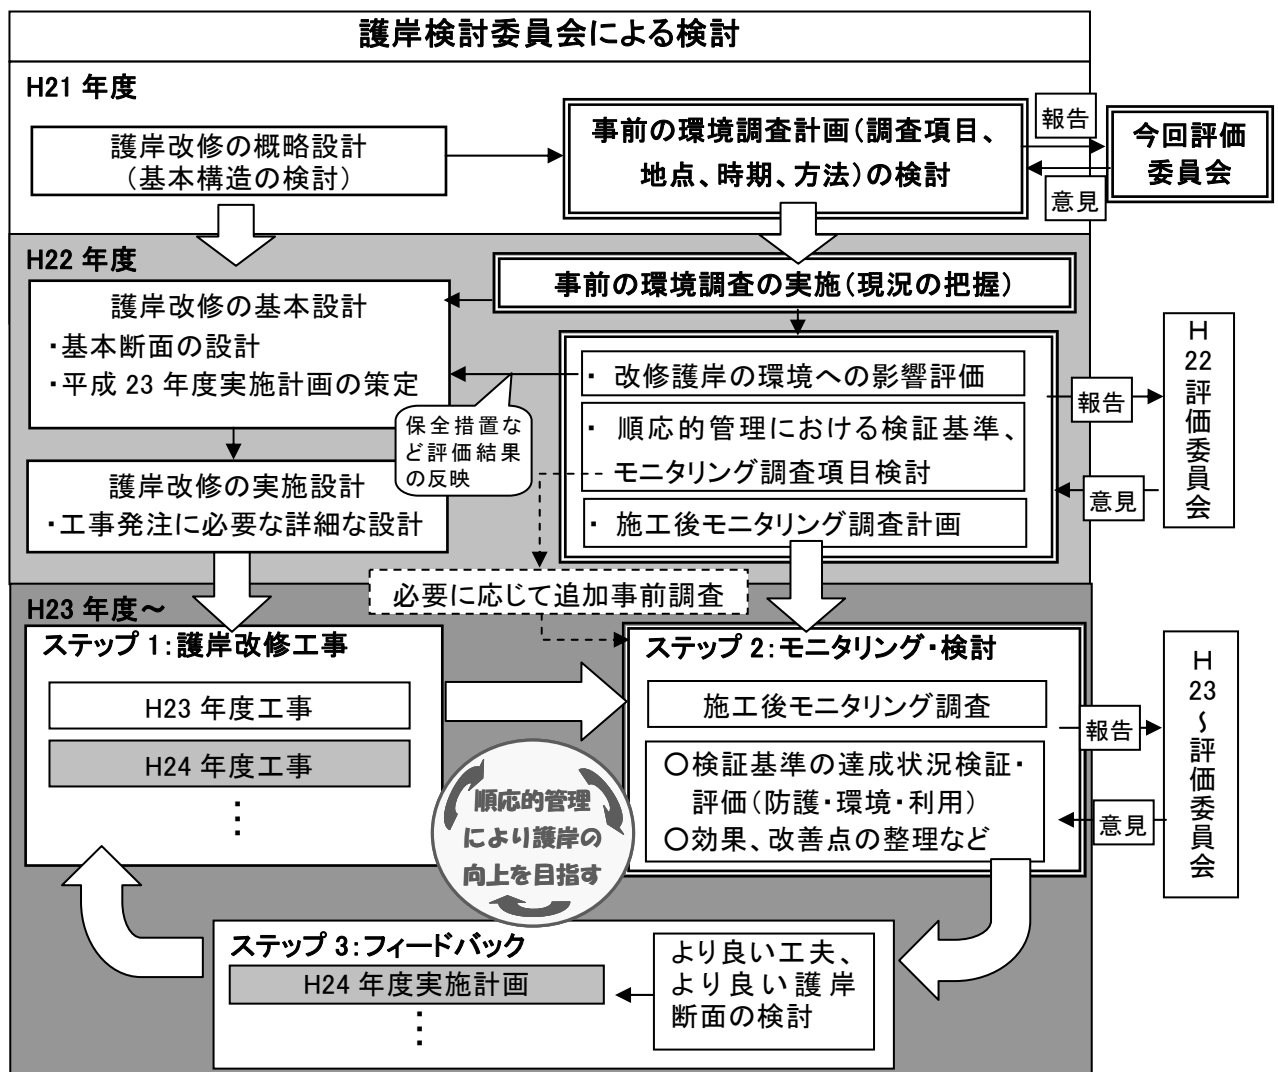 護岸検討委員会による検討
H21 年度
護岸改修の概略設計
（基本構造の検討）
事前の環境調査計画（調査項目、
地点、時期、方法）の検討
報告
意見
今回評価
委員会
H22 年度
護岸改修の基本設計
・基本断面の設計
・平成 23 年度実施計画の策定
事前の環境調査の実施（現況の把握）
・ 改修護岸の環境への影響評価
・ 順応的管理における検証基準、
モニタリング調査項目検討
・ 施工後モニタリング調査計画
保全措置な
ど評価結果
の反映
護岸改修の実施設計
・工事発注に必要な詳細な設計
報告
意見
H
22
評
価
委
員
会
必要に応じて追加事前調査
H23 年度～
ステップ 1：護岸改修工事
H23 年度工事
H24 年度工事
⋮
ステップ 2：モニタリング・検討
施工後モニタリング調査
○検証基準の達成状況検証・
評価（防護・環境・利用）
○効果、改善点の整理など
報告
意見
H
23
～
評
価
委
員
会
順応的管理
により護岸の
向上を目指す
ステップ 3：フィードバック
H24 年度実施計画
⋮
より良い工夫、
より良い護岸
断面の検討